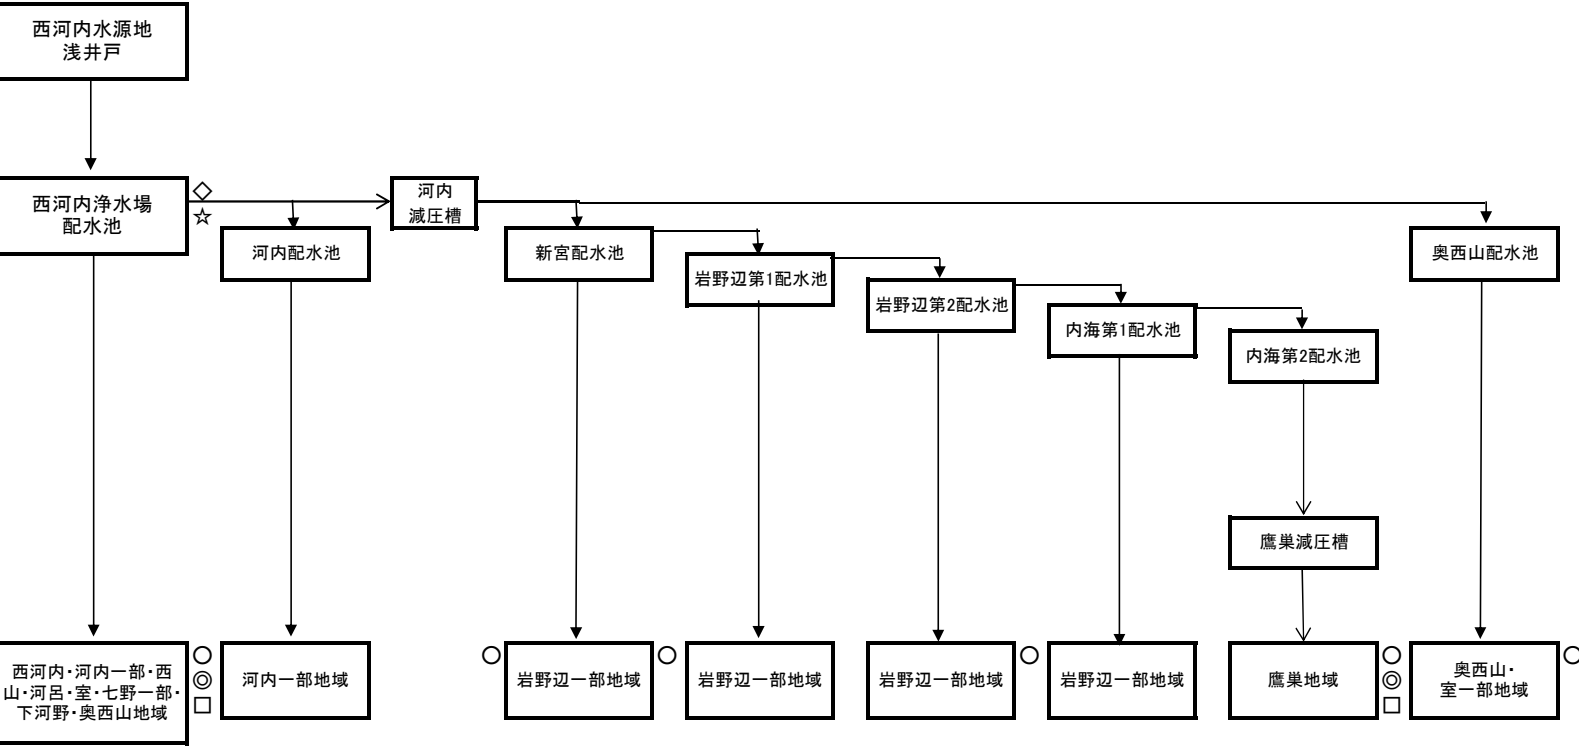 西河内水源地
浅井戸
西河内浄水場
配水池
◇
☆
河内
減圧槽
河内配水池
新宮配水池
岩野辺第1配水池
岩野辺第2配水池
内海第1配水池
内海第2配水池
奥西山配水池
鷹巣減圧槽
西河内・河内一部・西
山・河呂・室・七野一部・
下河野・奥西山地域
○
◎
□
河内一部地域
○
岩野辺一部地域
○
岩野辺一部地域
岩野辺一部地域
○
岩野辺一部地域
鷹巣地域
○
◎
□
奥西山・
室一部地域
○